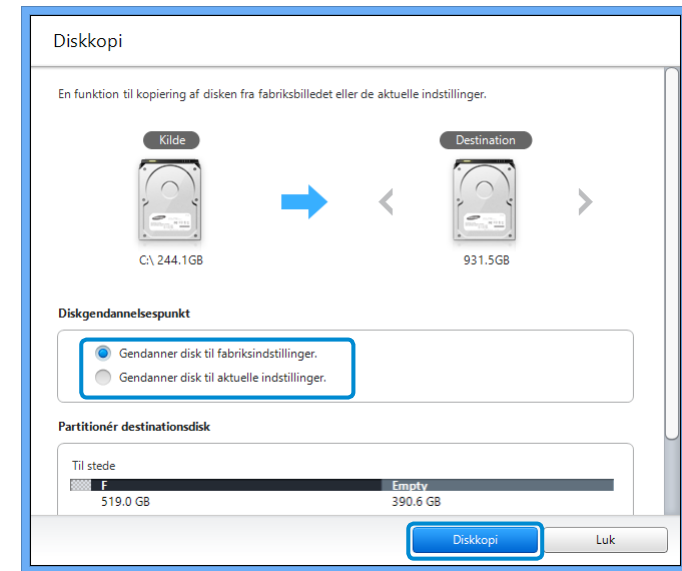 Diskkopi
En funktion til kopiering af disken fra fabriksbilledet eller de aktuelle indstillinger.
Kilde
Destination
C:\ 244.1GB
931.5GB
Diskgendannelsespunkt
Gendanner disk til fabriksindstillinger.
Gendanner disk til aktuelle indstillinger.
Partitionér destinationsdisk
Til stede
F Empty
519.0 GB 390.6 GB
Diskkopi Luk